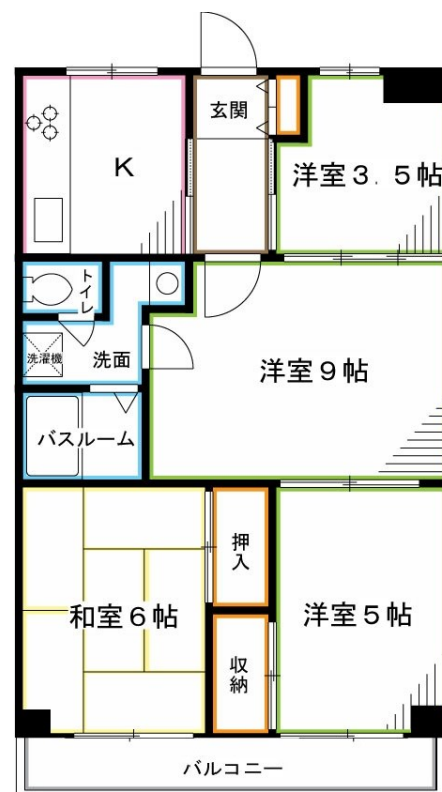 玄関
K
洋室3.5帖
トイレ
洗濯機
洗面
洋室9帖
バスルーム
押入
和室6帖
洋室5帖
収納
バルコニー